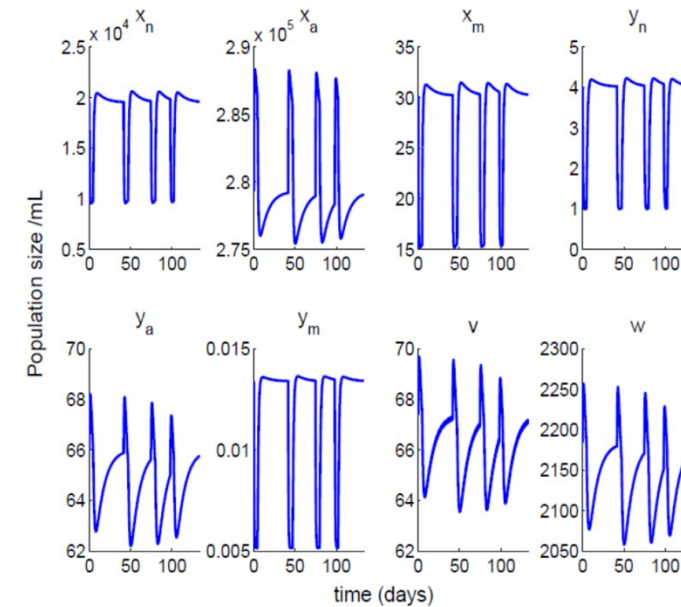 x_n x_a x_m y_n
× 10^4 × 10^5
2.5 2.9 35 5
2 2.85 30 4
1.5 2.8 25 3
1 2.75 20 2
0.5 2.75 15 1
0
0 50 100 0 50 100 0 50 100 0 50 100
Population size /mL
y_a y_m v w
70 0.015 70 2300
68 68 2250
66 0.01 66 2200
64 64 2150
62 0.005 62 2100
2050
0 50 100 0 50 100 0 50 100 0 50 100
time (days)